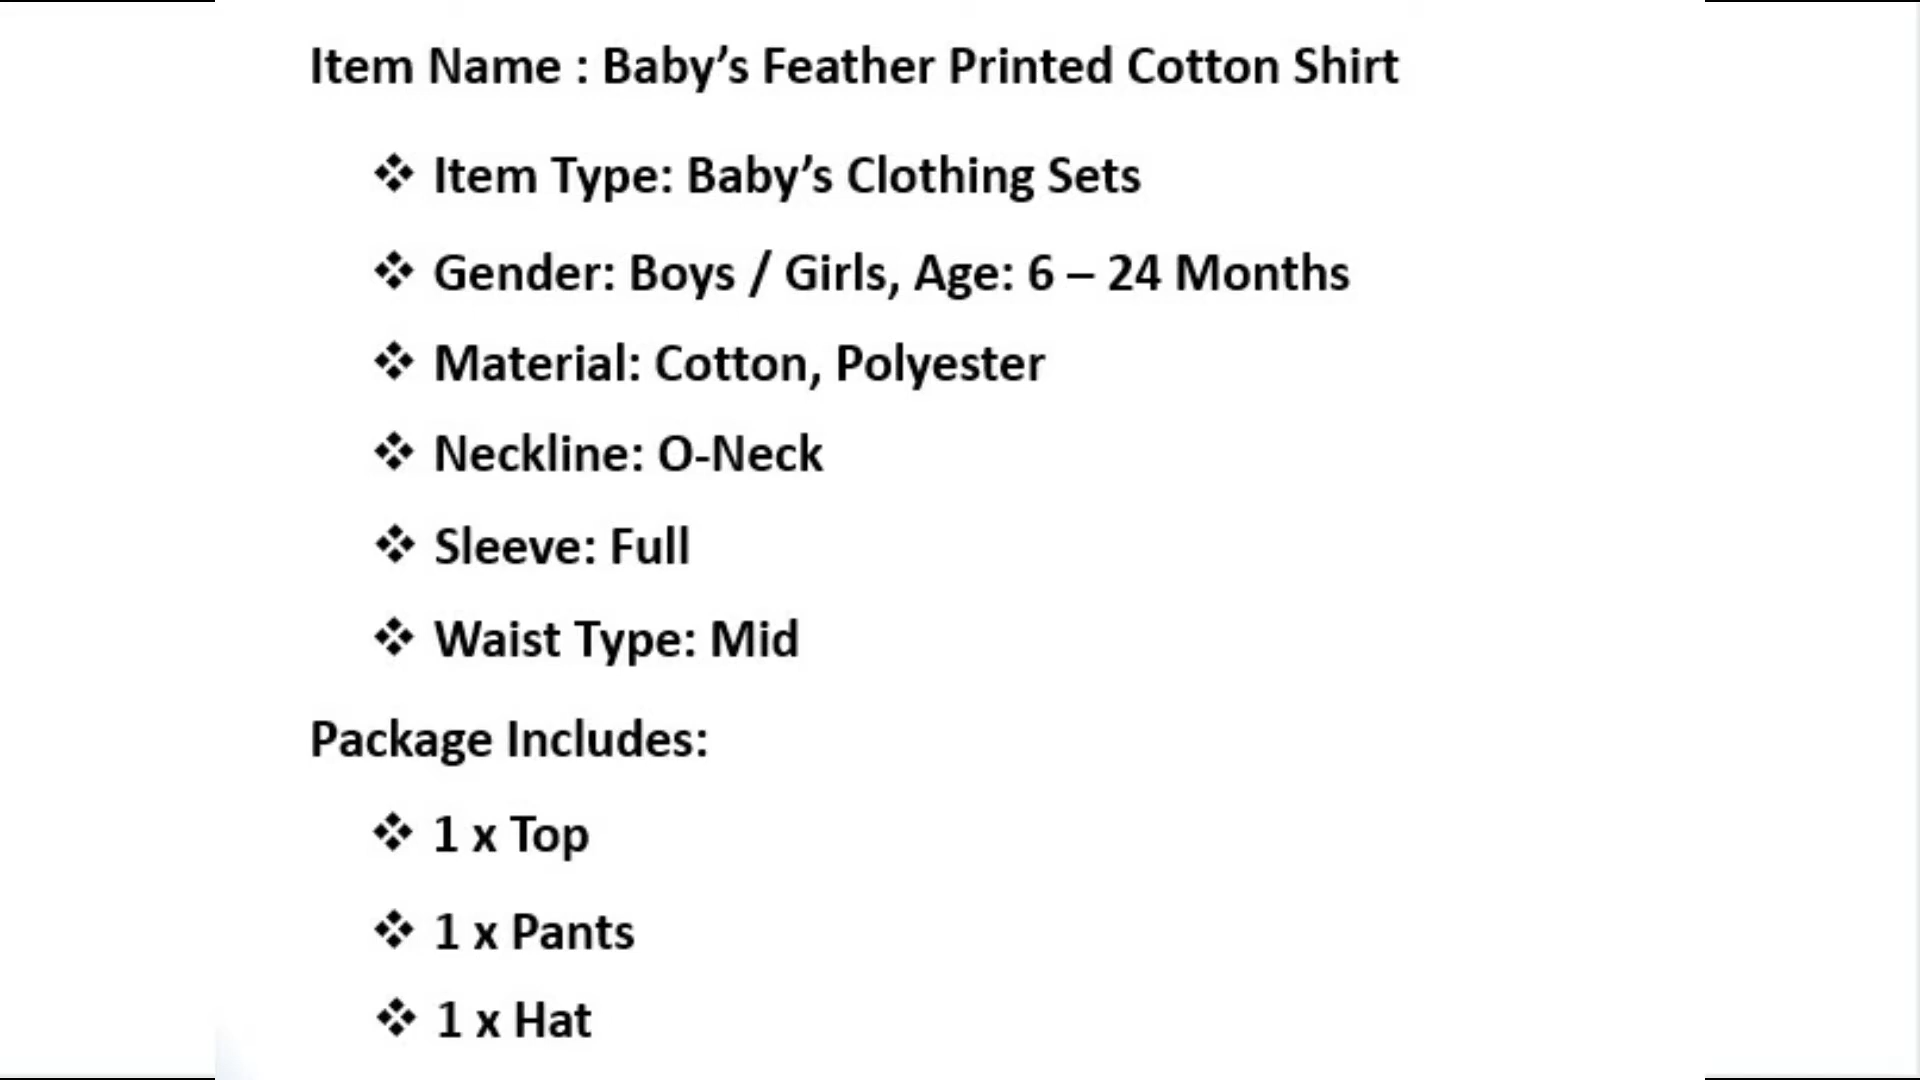 Item Name : Baby’s Feather Printed Cotton Shirt
❖ Item Type: Baby’s Clothing Sets
❖ Gender: Boys / Girls, Age: 6 – 24 Months
❖ Material: Cotton, Polyester
❖ Neckline: O-Neck
❖ Sleeve: Full
❖ Waist Type: Mid
Package Includes:
❖ 1 x Top
❖ 1 x Pants
❖ 1 x Hat